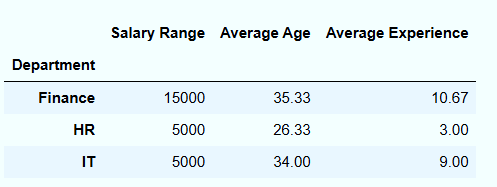 Salary Range Average Age Average Experience
Department
Finance 15000 35.33 10.67
HR 5000 26.33 3.00
IT 5000 34.00 9.00